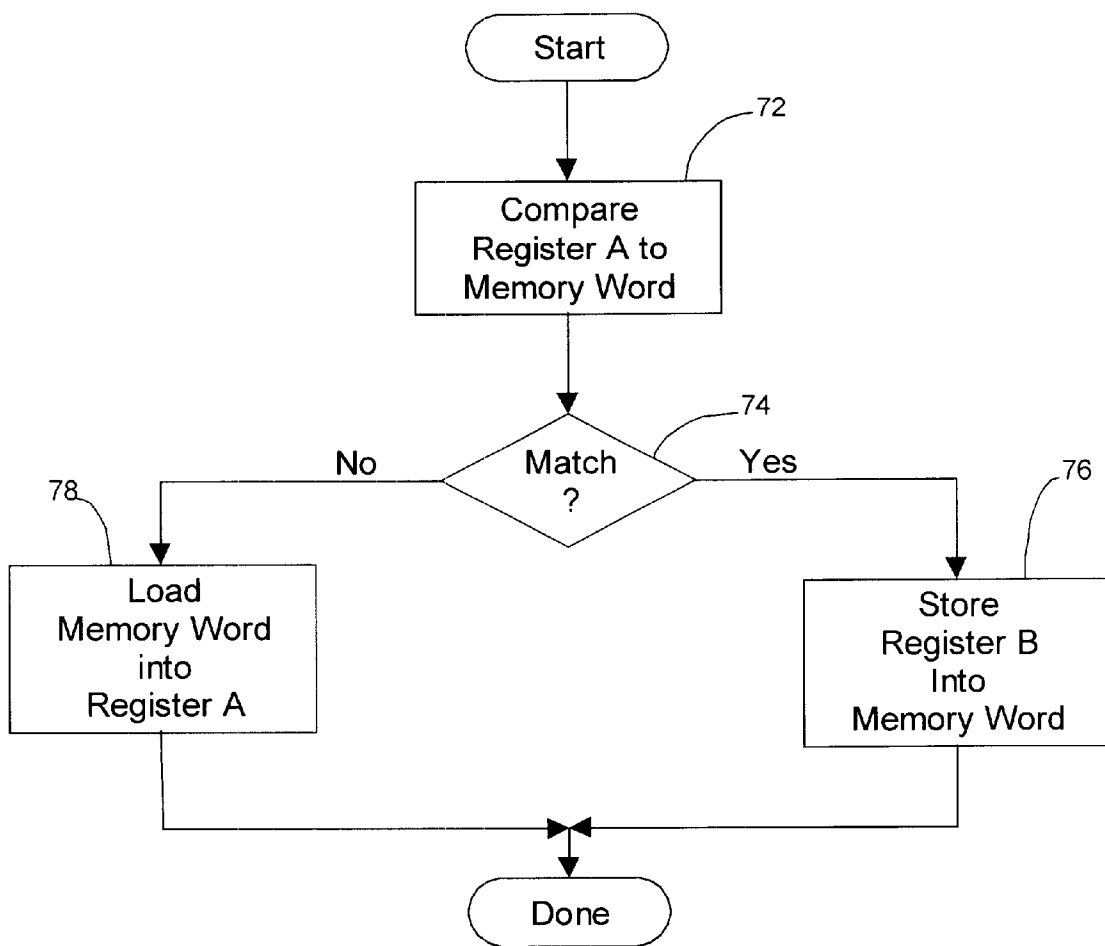 Start
72
Compare
Register A to
Memory Word
74
Match
?
No
Yes
78
76
Load
Memory Word
into
Register A
Store
Register B
Into
Memory Word
Done